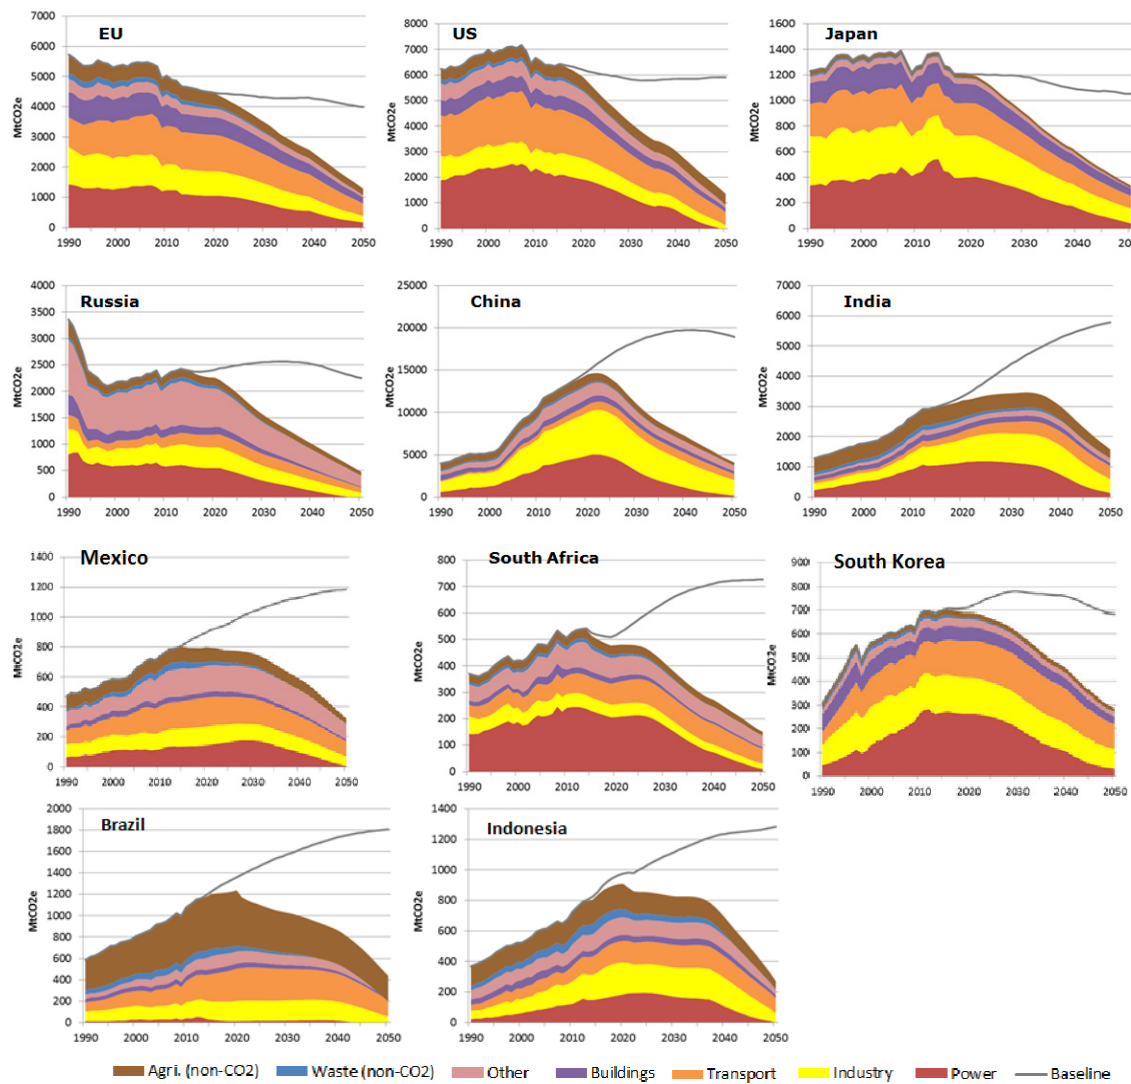 EU
US
Japan
7000
6000
5000
4000
3000
2000
1000
0
MtCO2e
1990 2000 2010 2020 2030 2040 2050
8000
7000
6000
5000
4000
3000
2000
1000
0
MtCO2e
1990 2000 2010 2020 2030 2040 2050
1600
1400
1200
1000
800
600
400
200
0
MtCO2e
1990 2000 2010 2020 2030 2040 2050
Russia
China
India
4000
3500
3000
2500
2000
1500
1000
500
0
MtCO2e
1990 2000 2010 2020 2030 2040 2050
25000
20000
15000
10000
5000
0
MtCO2e
1990 2000 2010 2020 2030 2040 2050
7000
6000
5000
4000
3000
2000
1000
0
MtCO2e
1990 2000 2010 2020 2030 2040 2050
Mexico
South Africa
South Korea
1400
1200
1000
800
600
400
200
0
MtCO2e
1990 2000 2010 2020 2030 2040 2050
800
700
600
500
400
300
200
100
0
MtCO2e
1990 2000 2010 2020 2030 2040 2050
900
800
700
600
500
400
300
200
100
0
MtCO2e
1990 2000 2010 2020 2030 2040 2050
Brazil
Indonesia
2000
1800
1600
1400
1200
1000
800
600
400
200
0
MtCO2e
1990 2000 2010 2020 2030 2040 2050
1400
1200
1000
800
600
400
200
0
MtCO2e
1990 2000 2010 2020 2030 2040 2050
Agri. (non-CO2) Waste (non-CO2) Other Buildings Transport Industry Power Baseline